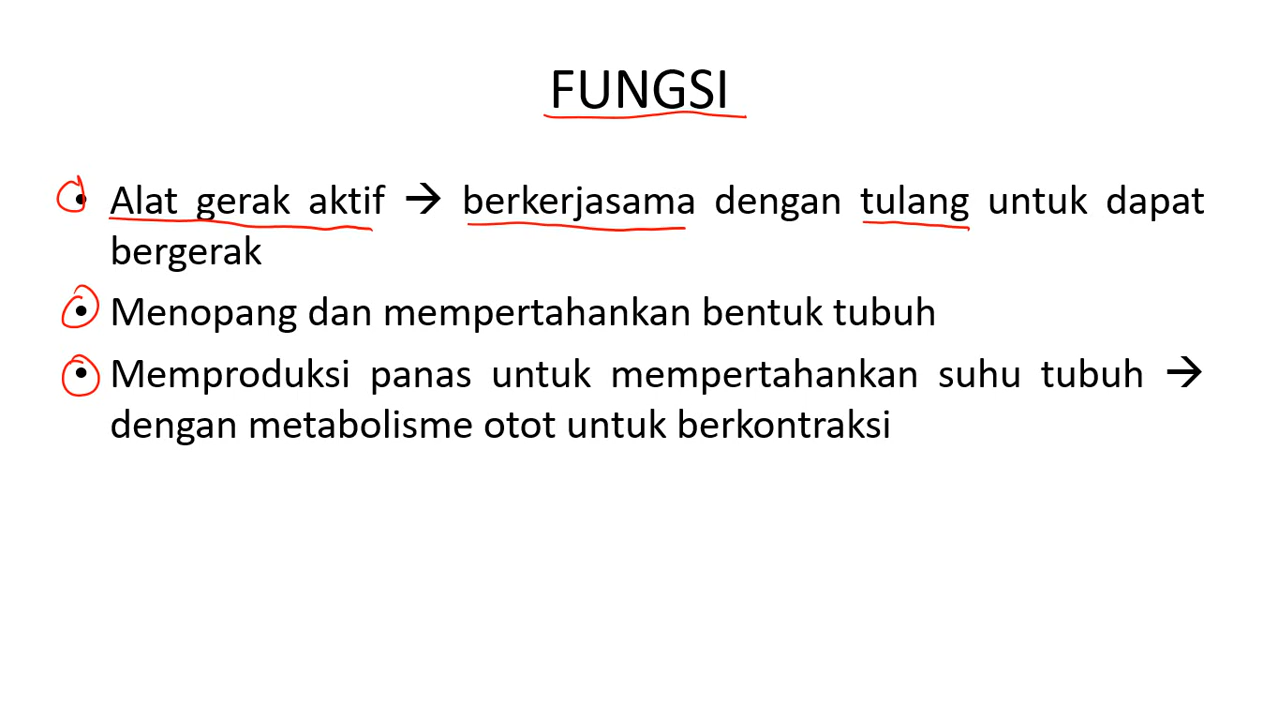 FUNGSI
• Alat gerak aktif → berkerjasama dengan tulang untuk dapat
bergerak
• Menopang dan mempertahankan bentuk tubuh
• Memproduksi panas untuk mempertahankan suhu tubuh →
dengan metabolisme otot untuk berkontraksi